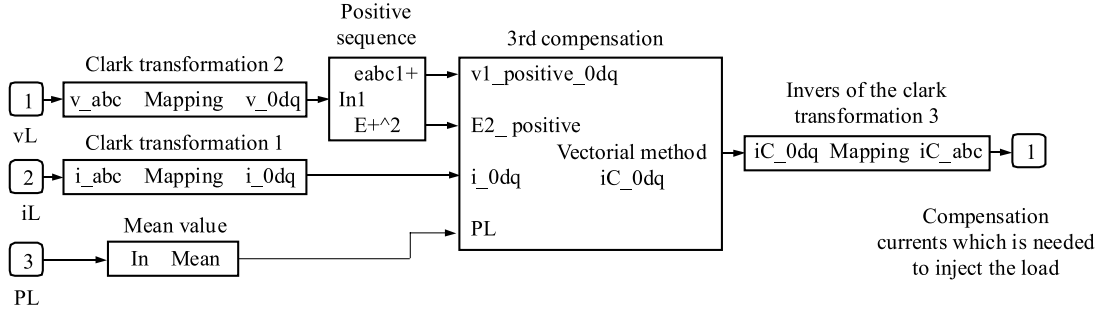 Positive
sequence
3rd compensation
Clark transformation 2
eabc1+
v1_positive_0dq
1
v_abc Mapping v_0dq
In1
Invers of the clark
transformation 3
vL
E+^2
E2_ positive
Clark transformation 1
Vectorial method
iC_0dq Mapping iC_abc
1
2
i_abc Mapping i_0dq
i_0dq
iC_0dq
iL
Mean value
PL
Compensation
currents which is needed
to inject the load
3
In Mean
PL